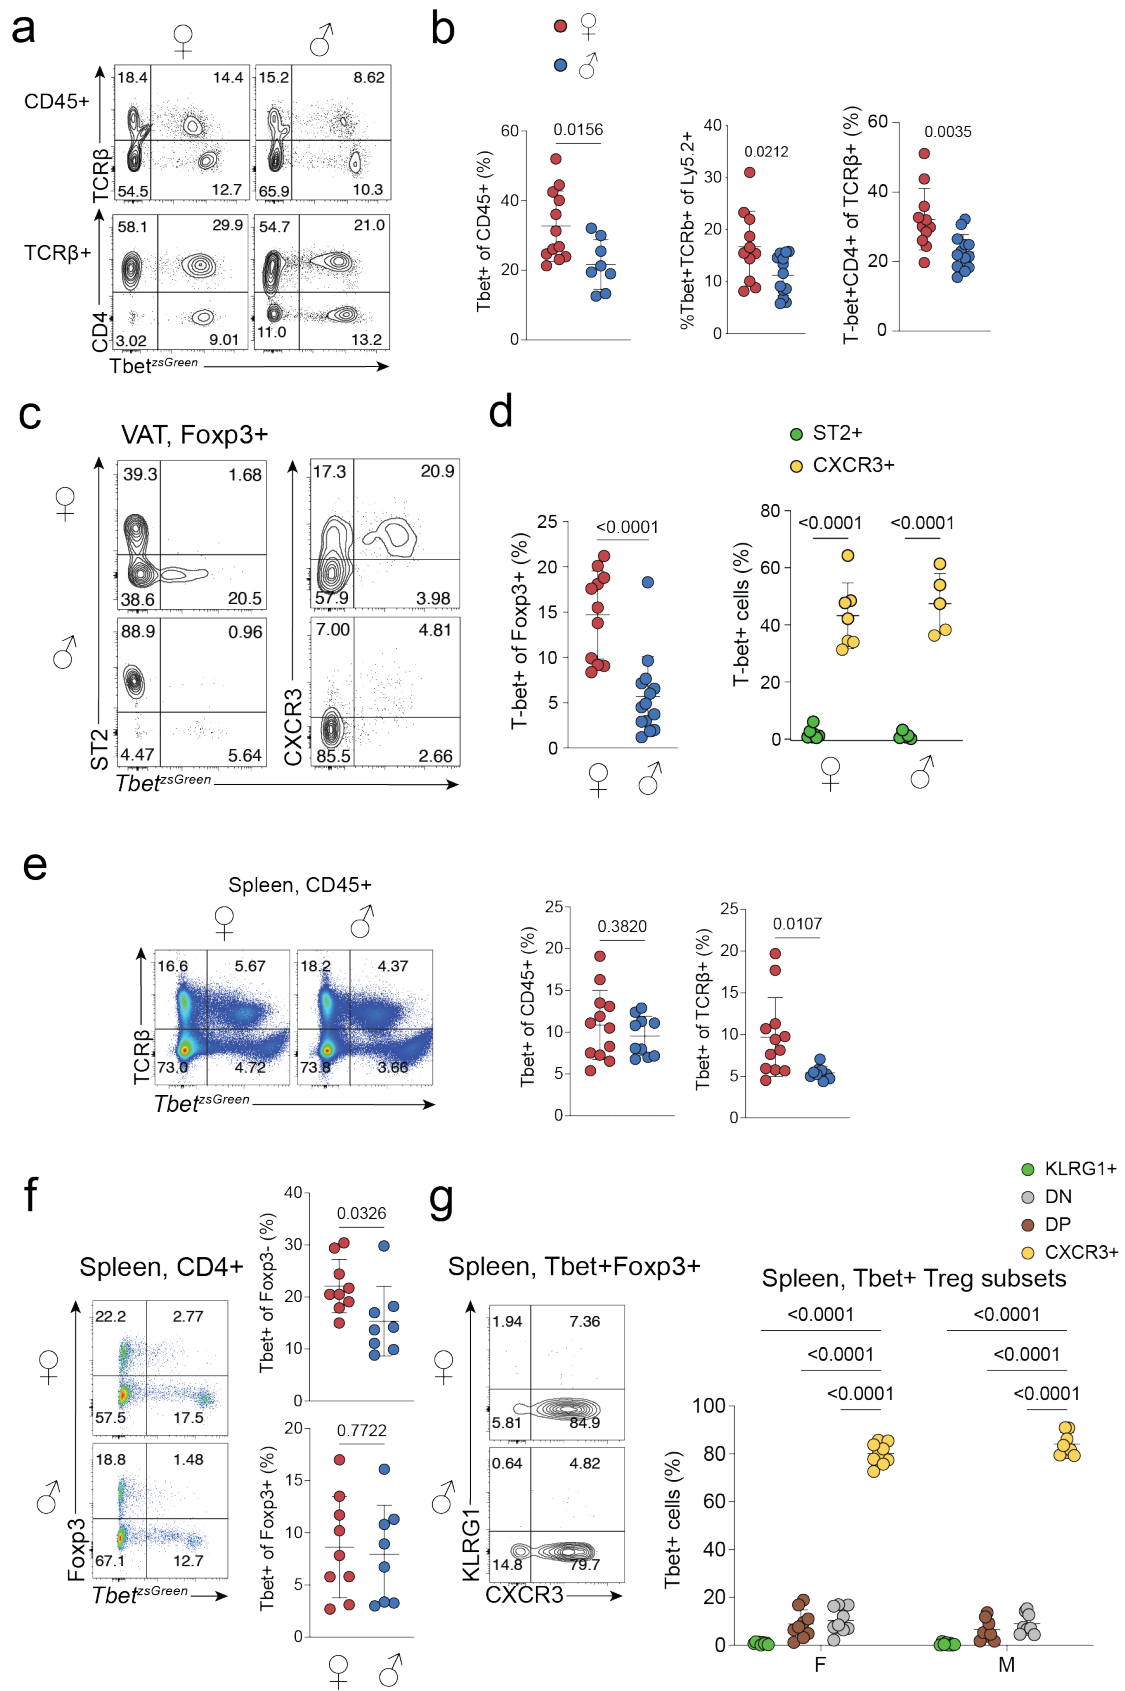 a
♀ ♂
CD45+
18.4 14.4 15.2 8.62
54.5 12.7 65.9 10.3
TCRβ
TCRβ+
58.1 29.9 54.7 21.0
3.02 9.01 11.0 13.2
CD4
Tbet^zsGreen
b
♀
♂
Tbet+ of CD45+ (%)
0.0156
60
40
20
0
%Tbet+TCRb+ of Ly5.2+
0.0212
40
30
20
10
0
T-bet+CD4+ of TCRβ+ (%)
0.0035
60
40
20
0
c
VAT, Foxp3+
♀
39.3 1.68
38.6 20.5
17.3 20.9
57.9 3.98
♂
88.9 0.96
4.47 5.64
7.00 4.81
85.5 2.66
ST2
CXCR3
Tbet^zsGreen
d
ST2+
CXCR3+
T-bet+ of Foxp3+ (%)
<0.0001
25
20
15
10
5
0
♀ ♂
T-bet+ cells (%)
<0.0001 <0.0001
80
60
40
20
0
♀ ♂
e
Spleen, CD45+
♀ ♂
16.6 5.67 18.2 4.37
73.0 4.72 73.8 3.66
TCRβ
Tbet^zsGreen
Tbet+ of CD45+ (%)
0.3820
25
20
15
10
5
0
Tbet+ of TCRβ+ (%)
0.0107
25
20
15
10
5
0
f
Spleen, CD4+
♀
22.2 2.77
57.5 17.5
♂
18.8 1.48
67.1 12.7
Foxp3
Tbet^zsGreen
Tbet+ of Foxp3- (%)
0.0326
40
30
20
10
0
Tbet+ of Foxp3+ (%)
0.7722
20
15
10
5
0
♀ ♂
g
Spleen, Tbet+Foxp3+
♀
1.94 7.36
5.81 84.9
♂
0.64 4.82
14.8 79.7
KLRG1
CXCR3
KLRG1+
DN
DP
CXCR3+
Spleen, Tbet+ Treg subsets
<0.0001 <0.0001
<0.0001 <0.0001
<0.0001 <0.0001
Tbet+ cells (%)
100
80
60
40
20
0
F M